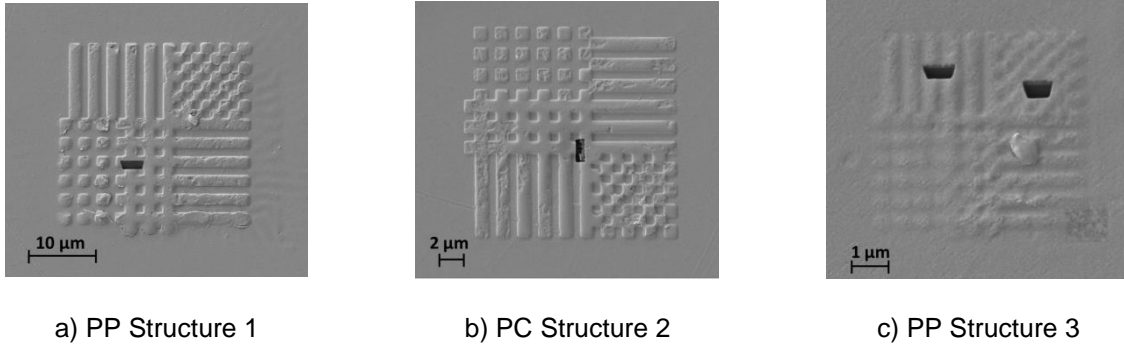 10 µm
2 µm
1 µm
a) PP Structure 1
b) PC Structure 2
c) PP Structure 3